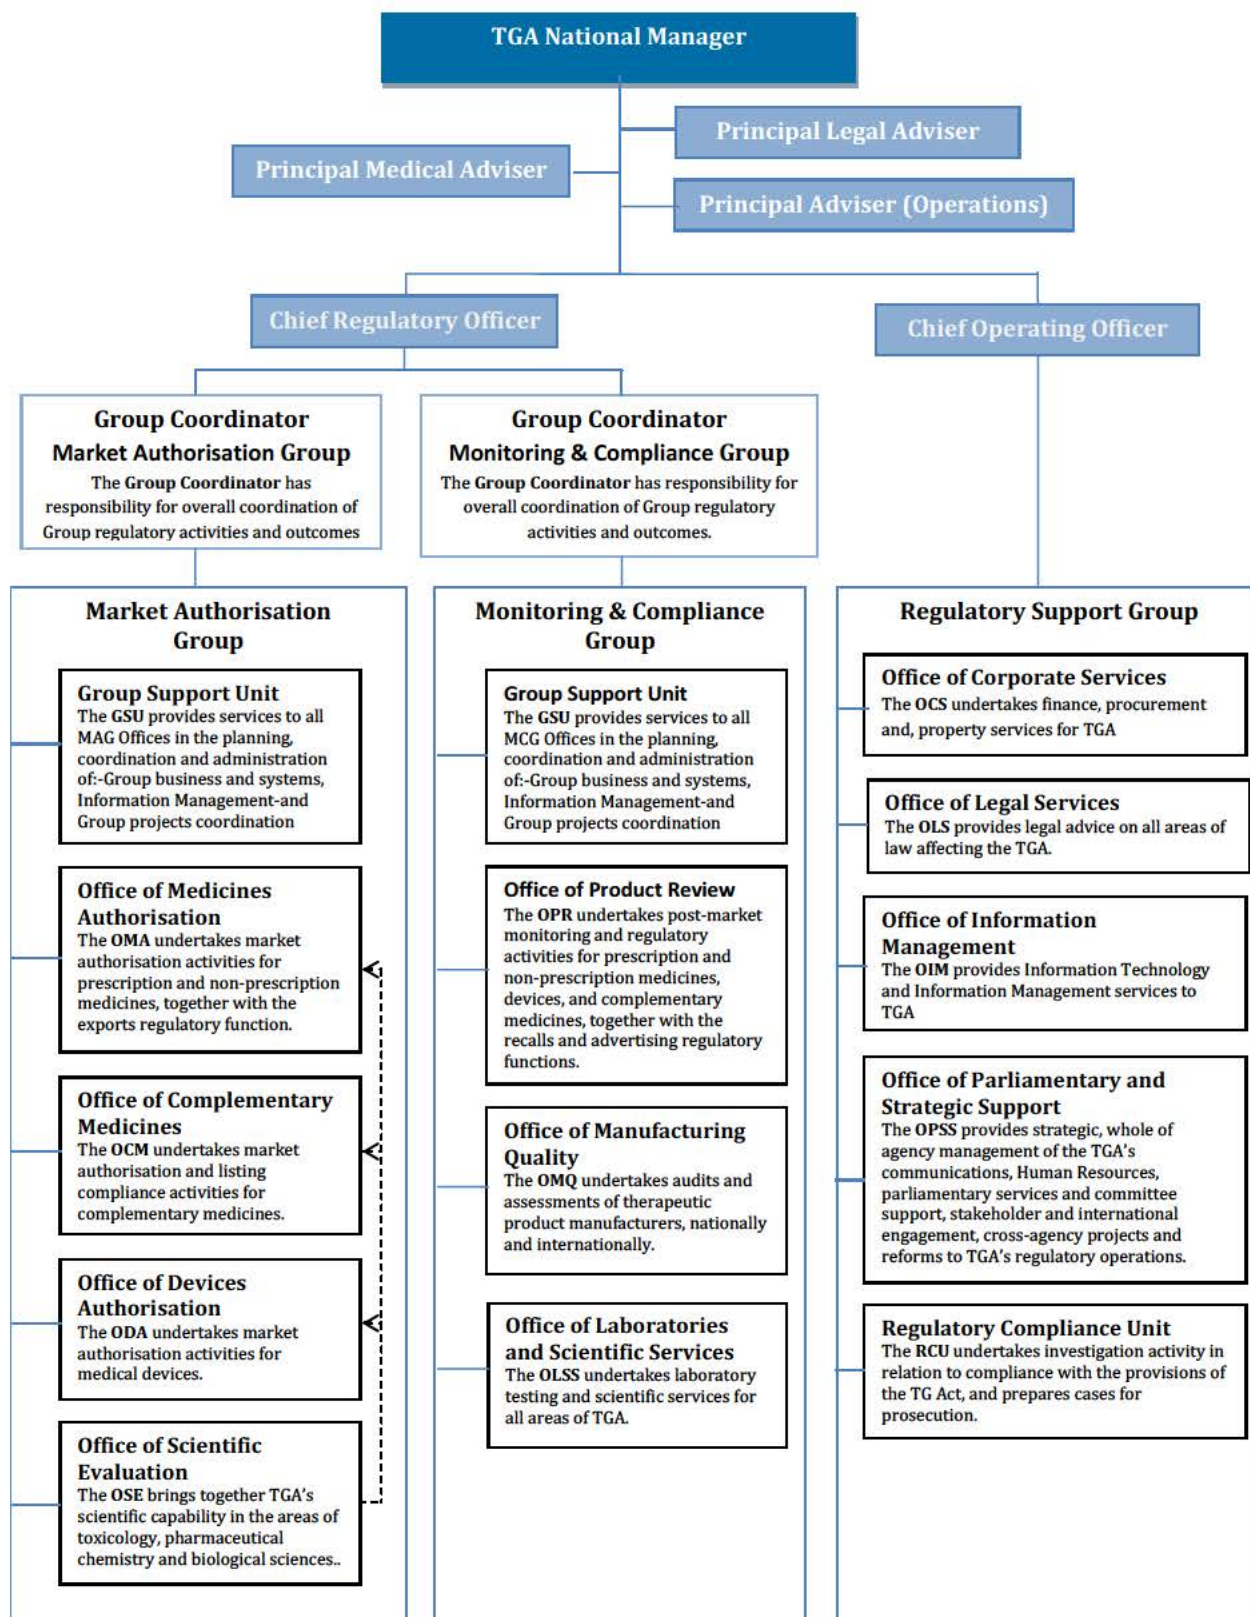 TGA National Manager
Principal Legal Adviser
Principal Medical Adviser
Principal Adviser (Operations)
Chief Regulatory Officer
Chief Operating Officer
Group Coordinator
Market Authorisation Group
The Group Coordinator has
responsibility for overall coordination of
Group regulatory activities and outcomes
Group Coordinator
Monitoring & Compliance Group
The Group Coordinator has responsibility for
overall coordination of Group regulatory
activities and outcomes.
Market Authorisation
Group
Group Support Unit
The GSU provides services to all
MAG Offices in the planning,
coordination and administration
of:-Group business and systems,
Information Management-and
Group projects coordination
Office of Medicines
Authorisation
The OMA undertakes market
authorisation activities for
prescription and non-prescription
medicines, together with the
exports regulatory function.
Office of Complementary
Medicines
The OCM undertakes market
authorisation and listing
compliance activities for
complementary medicines.
Office of Devices
Authorisation
The ODA undertakes market
authorisation activities for
medical devices.
Office of Scientific
Evaluation
The OSE brings together TGA's
scientific capability in the areas of
toxicology, pharmaceutical
chemistry and biological sciences..
Monitoring & Compliance
Group
Group Support Unit
The GSU provides services to all
MCG Offices in the planning,
coordination and administration
of:-Group business and systems,
Information Management-and
Group projects coordination
Office of Product Review
The OPR undertakes post-market
monitoring and regulatory
activities for prescription and
non-prescription medicines,
devices, and complementary
medicines, together with the
recalls and advertising regulatory
functions.
Office of Manufacturing
Quality
The OMQ undertakes audits and
assessments of therapeutic
product manufacturers, nationally
and internationally.
Office of Laboratories
and Scientific Services
The OLSS undertakes laboratory
testing and scientific services for
all areas of TGA.
Regulatory Support Group
Office of Corporate Services
The OCS undertakes finance, procurement
and, property services for TGA
Office of Legal Services
The OLS provides legal advice on all areas of
law affecting the TGA.
Office of Information
Management
The OIM provides Information Technology
and Information Management services to
TGA
Office of Parliamentary and
Strategic Support
The OPSS provides strategic, whole of
agency management of the TGA's
communications, Human Resources,
parliamentary services and committee
support, stakeholder and international
engagement, cross-agency projects and
reforms to TGA's regulatory operations.
Regulatory Compliance Unit
The RCU undertakes investigation activity in
relation to compliance with the provisions of
the TG Act, and prepares cases for
prosecution.